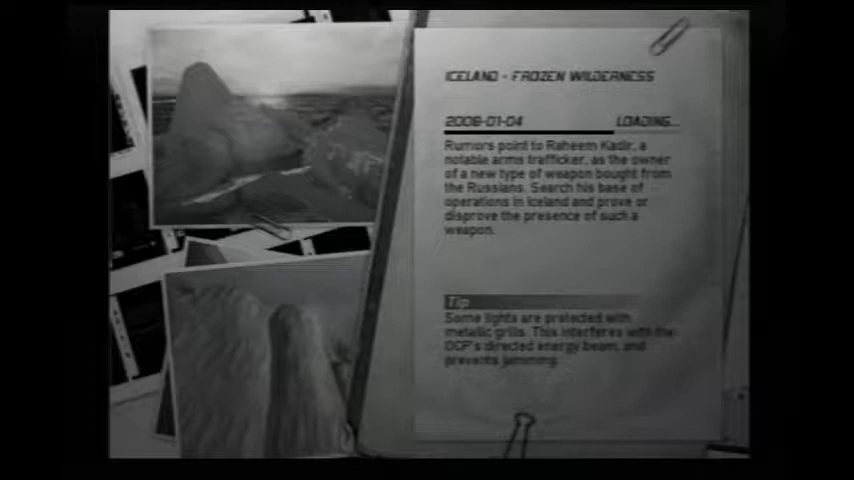 ICELAND - FROZEN WILDERNESS
2008-01-04 LOADING...
Rumors point to Raheem Kadir, a
notable arms trafficker, as the owner
of a new type of weapon bought from
the Russians. Search his base of
operations in Iceland and prove or
disprove the presence of such a
weapon.
Tip
Some lights are protected with
metallic grills. This interferes with the
OCP's directed energy beam, and
prevents jamming.